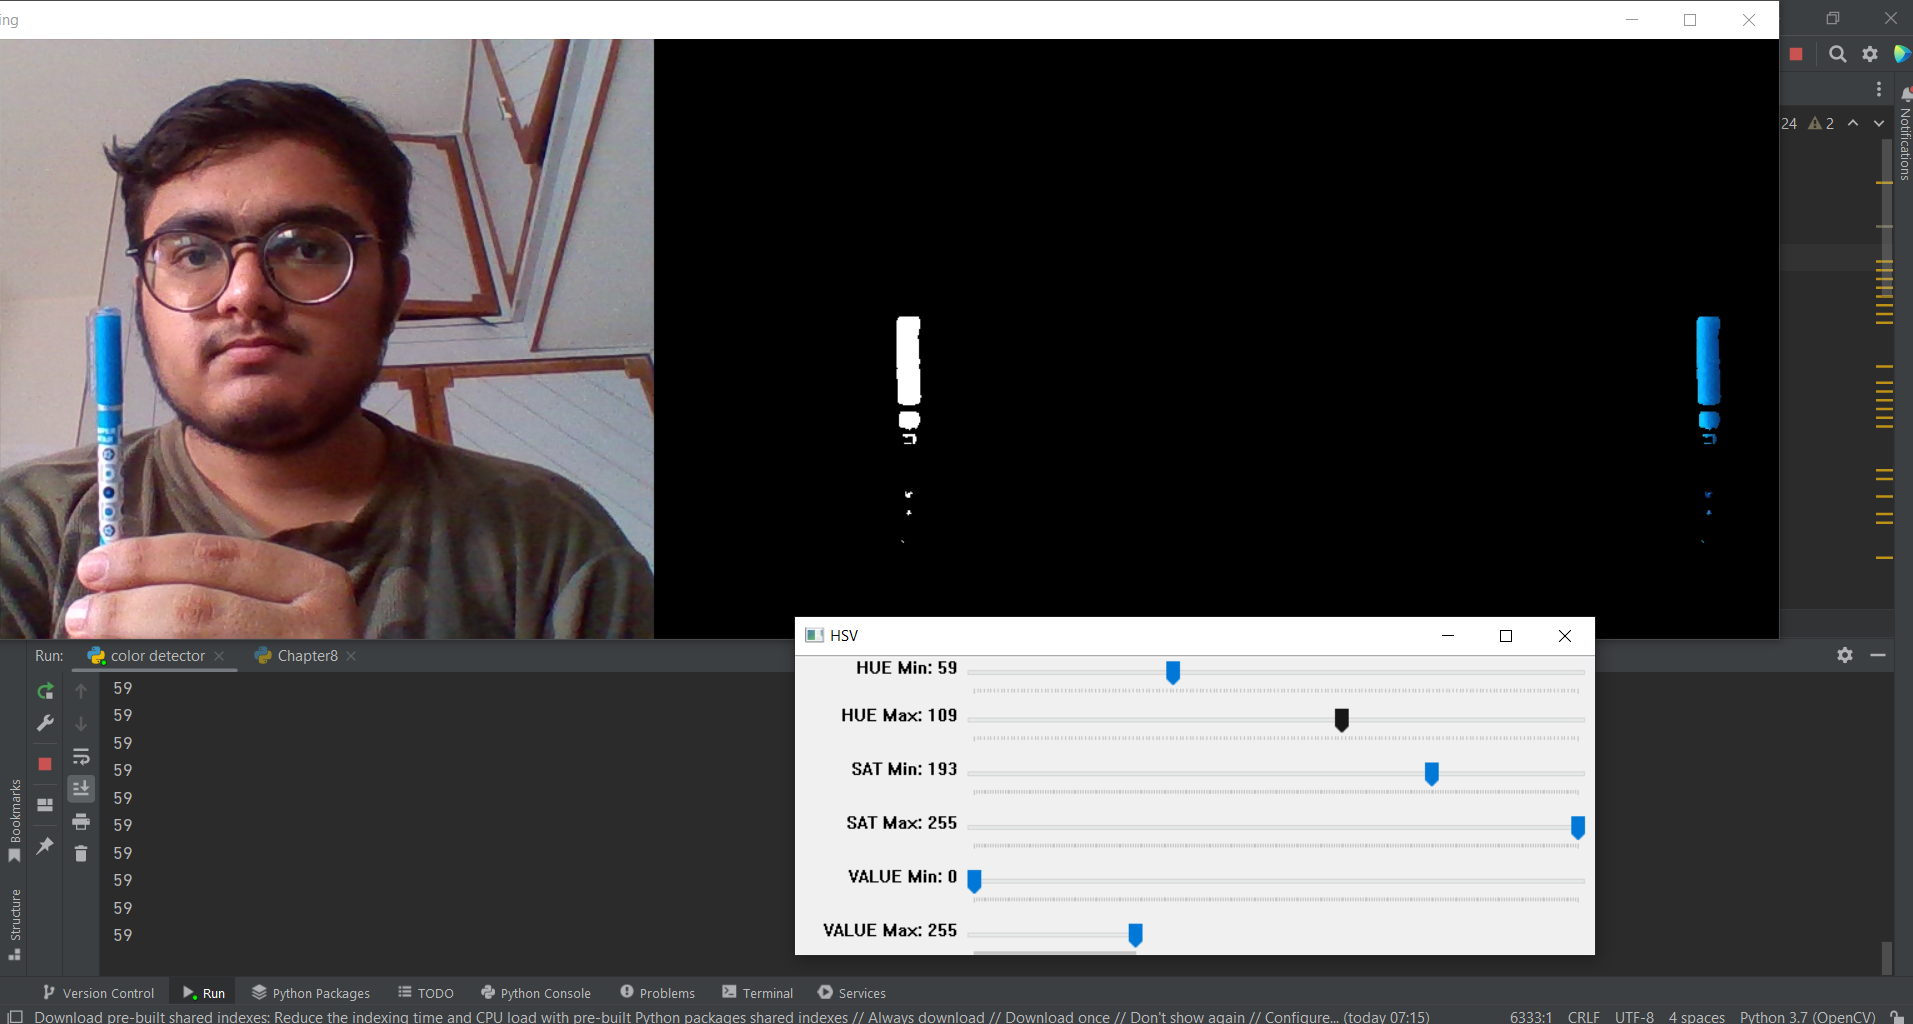 ing
24 2
Notifications
HSV
HUE Min: 59
HUE Max: 109
SAT Min: 193
SAT Max: 255
VALUE Min: 0
VALUE Max: 255
Run: color detector Chapter8
59
59
59
59
59
59
59
59
59
59
Bookmarks
Structure
Version Control Run Python Packages TODO Python Console Problems Terminal Services
Download pre-built shared indexes: Reduce the indexing time and CPU load with pre-built Python packages shared indexes // Always download // Download once // Don't show again // Configure... (today 07:15) 6333:1 CRLF UTF-8 4 spaces Python 3.7 (OpenCV)